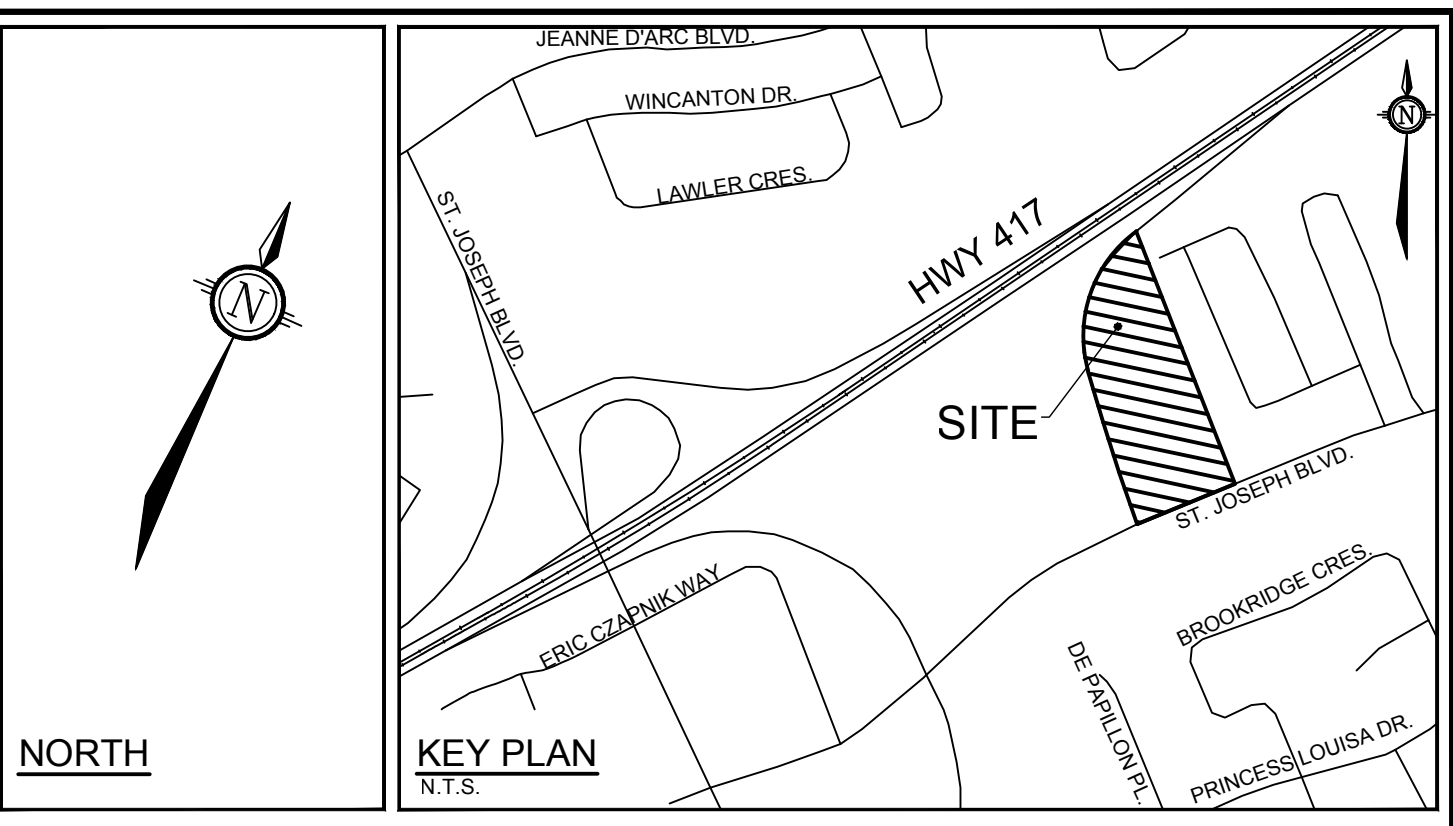 N
NORTH
JEANNE D'ARC BLVD.
WINCANTON DR.
LAWLER CRES.
ST. JOSEPH BLVD.
HWY 417
N
SITE
ST. JOSEPH BLVD.
ERIC CZAPNIK WAY
BROOKRIDGE CRES.
DE PAPILLON PL.
PRINCESS LOUISA DR.
KEY PLAN
N.T.S.